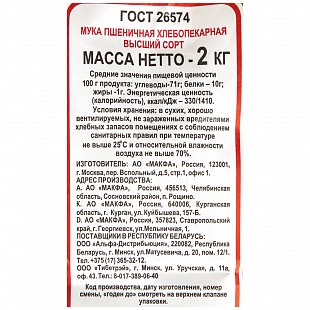 ГОСТ 26574
МУКА ПШЕНИЧНАЯ ХЛЕБОПЕКАРНАЯ
ВЫСШИЙ СОРТ
МАССА НЕТТО - 2 КГ
Средние значения пищевой ценности
100 г продукта: углеводы-71г; белки – 10г;
жиры -1г. Энергетическая ценность
(калорийность), ккал/кДж – 330/1410.
Условия хранения: в сухих, хорошо
вентилируемых, не зараженных вредителями
хлебных запасов помещениях с соблюдением
санитарных правил при температуре
не выше 25°С и относительной влажности
воздуха не выше 70%.
ИЗГОТОВИТЕЛЬ: АО «МАКФА», Россия, 123001,
г.Москва, пер. Вспольный, д.5, стр.1, офис 1.
АДРЕС ПРОИЗВОДСТВА:
А. АО «МАКФА», Россия, 456513, Челябинская
область, Сосновский район, п. Рощино.
К. АО «МАКФА», Россия, 640006, Курганская
область, г. Курган, ул.Куйбышева, 157-Б.
D. АО «МАКФА», Россия, 357823, Ставропольский
край, г.Георгиевск, ул.Мельничная, 1.
ПОСТАВЩИКИ В РЕСПУБЛИКУ БЕЛАРУСЬ:
ООО «Альфа-Дистрибьюция», 220082, Республика
Беларусь, г. Минск, ул.Матусевича, д. 20, пом. 12/1.
Тел.+375 (17) 365-32-12.
ООО «Тибетрэй», г. Минск, ул. Уручская, д. 11а,
оф. 43. Тел.: 8-017-389-06-40
Код производства, дату изготовления, номер
смены, «годен до» смотреть на верхнем клапане
упаковки.